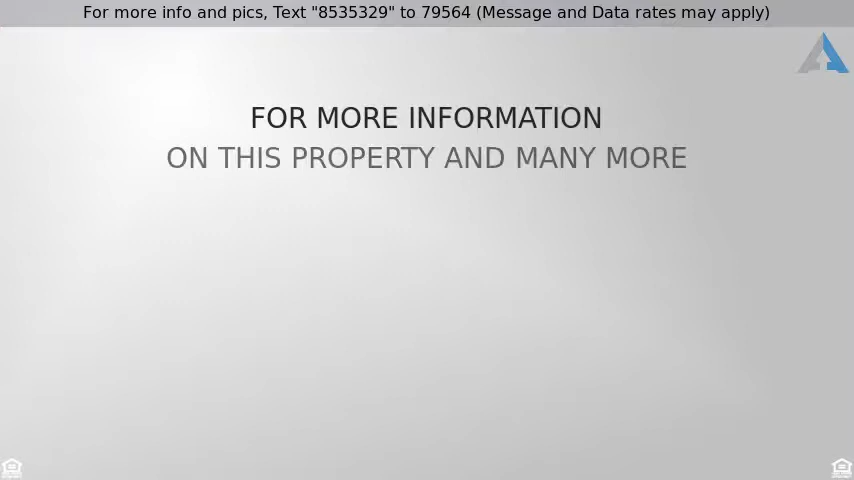 For more info and pics, Text "8535329" to 79564 (Message and Data rates may apply)
FOR MORE INFORMATION
ON THIS PROPERTY AND MANY MORE